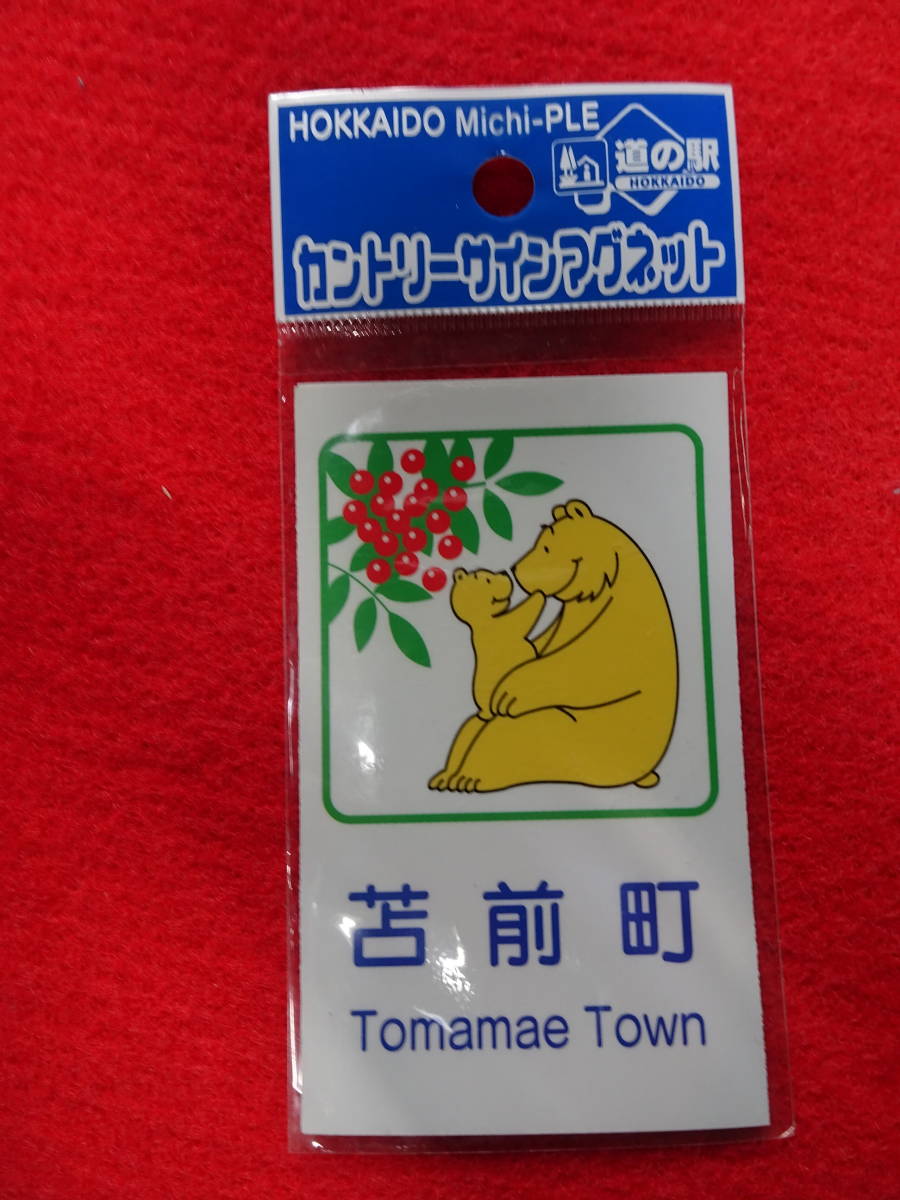 HOKKAIDO Michi-PLE
道の駅
HOKKAIDO
カントリーサインマグネット
苫前町
Tomamae Town